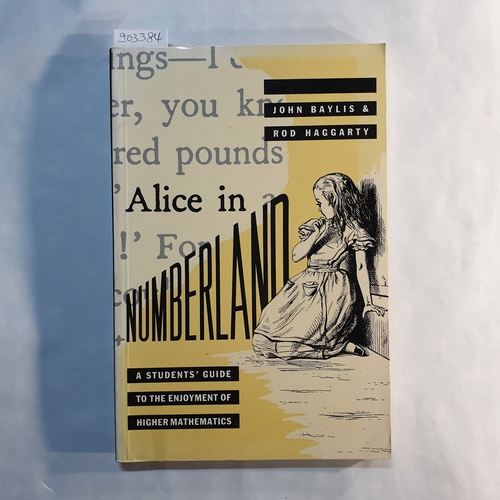 903384
ings—I
er, you kn
red pounds
JOHN BAYLIS &
ROD HAGGARTY
'Alice in a
!' For
NUMBERLAND
A STUDENTS' GUIDE
TO THE ENJOYMENT OF
HIGHER MATHEMATICS